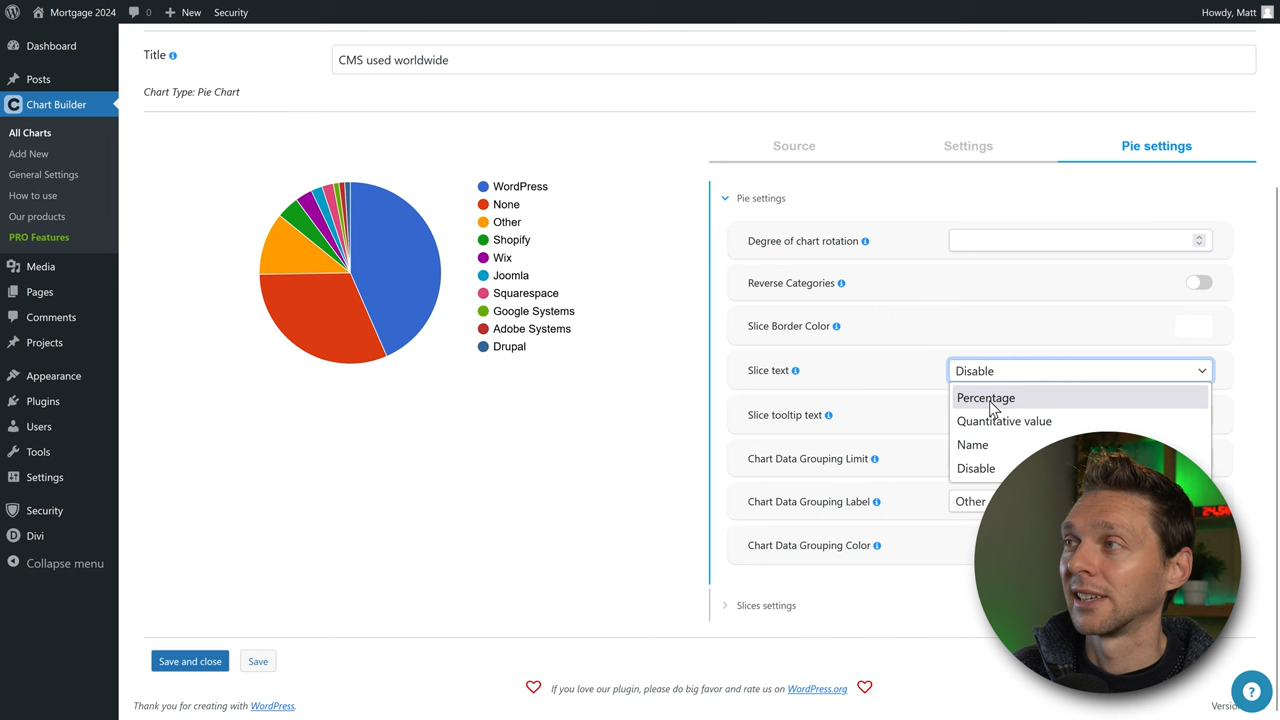 Mortgage 2024
0
New
Security
Howdy, Matt
Dashboard
Posts
Chart Builder
All Charts
Add New
General Settings
How to use
Our products
PRO Features
Media
Pages
Comments
Projects
Appearance
Plugins
Users
Tools
Settings
Security
Divi
Collapse menu
Title
CMS used worldwide
Chart Type: Pie Chart
WordPress
None
Other
Shopify
Wix
Joomla
Squarespace
Google Systems
Adobe Systems
Drupal
Source
Settings
Pie settings
Pie settings
Degree of chart rotation
Reverse Categories
Slice Border Color
Slice text
Disable
Percentage
Quantitative value
Name
Disable
Slice tooltip text
Chart Data Grouping Limit
Chart Data Grouping Label
Other
Chart Data Grouping Color
Slices settings
Save and close
Save
If you love our plugin, please do big favor and rate us on WordPress.org
Thank you for creating with WordPress.